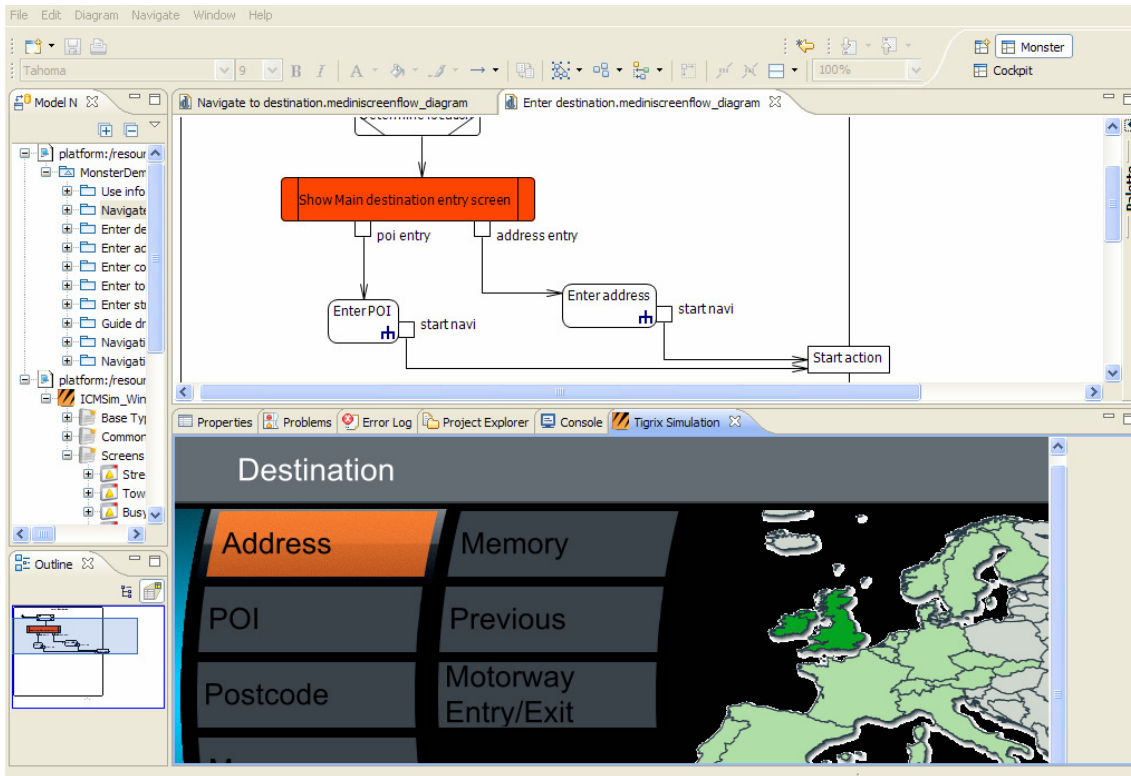 File Edit Diagram Navigate Window Help
Monster
Tahoma 9 B I A 100% Cockpit
Model N
Navigate to destination.mediniscreenflow_diagram
Enter destination.mediniscreenflow_diagram
platform:/resour
MonsterDem
Use info
Navigate
Enter de
Enter ad
Enter co
Enter to
Enter str
Guide dr
Navigati
Navigati
platform:/resour
ICMSim_Win
Base Ty
Common
Screens
Stre
Tow
Busy
Outline
Show Main destination entry screen
poi entry
address entry
Enter POI
start navi
Enter address
start navi
Start action
Palette
Properties Problems Error Log Project Explorer Console Tigrix Simulation
Destination
Address
Memory
POI
Previous
Postcode
Motorway
Entry/Exit